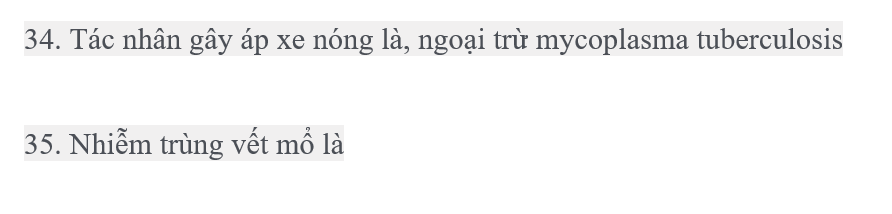 34. Tác nhân gây áp xe nóng là, ngoại trừ mycoplasma tuberculosis
35. Nhiễm trùng vết mổ là